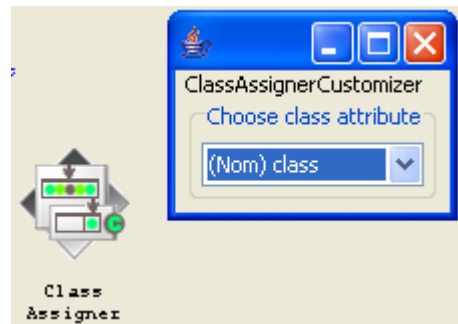 ClassAssignerCustomizer
Choose class attribute
(Nom) class
C
Class
Assigner